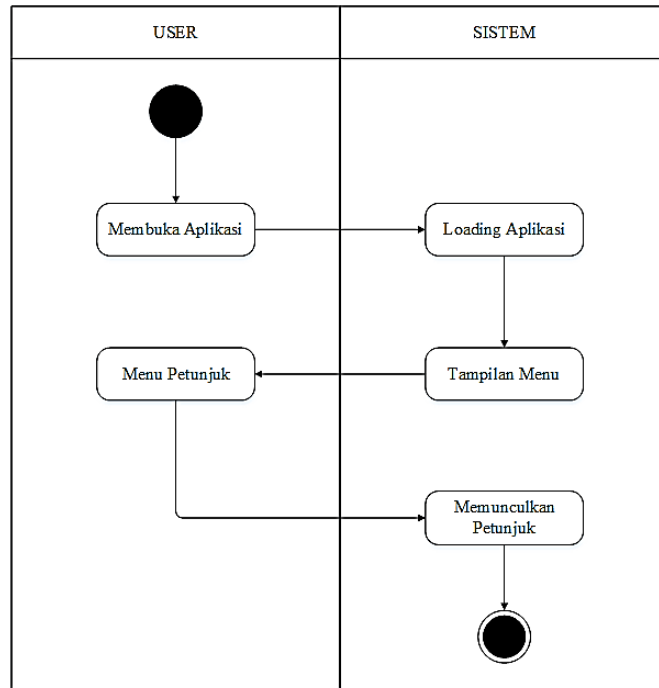 USER
SISTEM
Membuka Aplikasi
Loading Aplikasi
Menu Petunjuk
Tampilan Menu
Memunculkan
Petunjuk